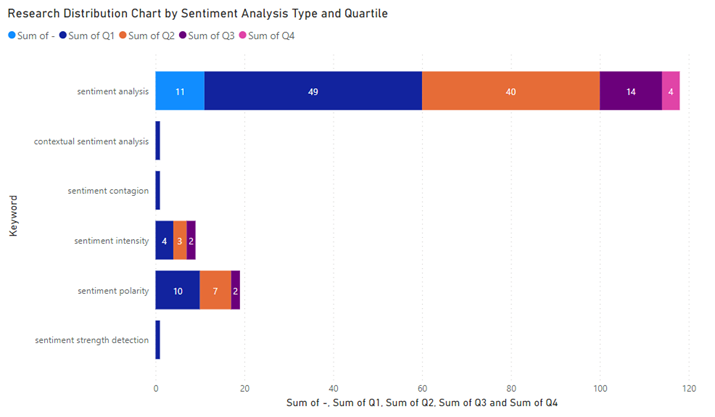 Research Distribution Chart by Sentiment Analysis Type and Quartile
Sum of - Sum of Q1 Sum of Q2 Sum of Q3 Sum of Q4
sentiment analysis 11 49 40 14 4
contextual sentiment analysis
sentiment contagion
sentiment intensity 4 3 2
sentiment polarity 10 7 2
sentiment strength detection
Keyword
0 20 40 60 80 100 120
Sum of -, Sum of Q1, Sum of Q2, Sum of Q3 and Sum of Q4